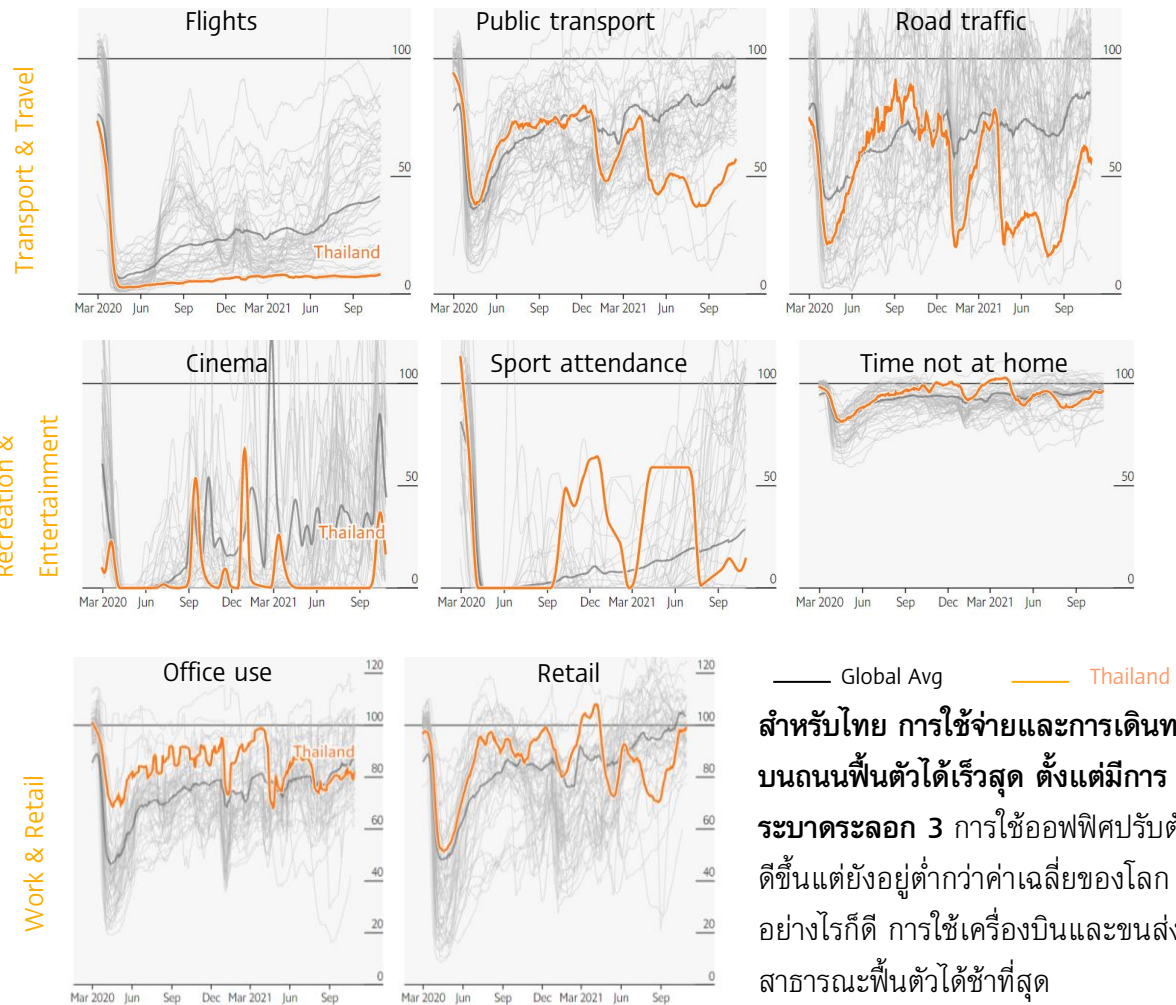 Transport & Travel
Flights
100
50
0
Thailand
Mar 2020 Jun Sep Dec Mar 2021 Jun Sep
Public transport
100
50
0
Mar 2020 Jun Sep Dec Mar 2021 Jun Sep
Road traffic
100
50
0
Mar 2020 Jun Sep Dec Mar 2021 Jun Sep
Recreation &
Entertainment
Cinema
100
50
0
Thailand
Mar 2020 Jun Sep Dec Mar 2021 Jun Sep
Sport attendance
100
50
0
Mar 2020 Jun Sep Dec Mar 2021 Jun Sep
Time not at home
100
50
0
Mar 2020 Jun Sep Dec Mar 2021 Jun Sep
Work & Retail
Office use
120
100
80
60
40
20
0
Thailand
Mar 2020 Jun Sep Dec Mar 2021 Jun Sep
Retail
120
100
80
60
40
20
0
Mar 2020 Jun Sep Dec Mar 2021 Jun Sep
Global Avg Thailand
สำหรับไทย การใช้จ่ายและการเดินท
บนถนนฟื้นตัวได้เร็วสุด ตั้งแต่มีการ
ระบาดระลอก 3 การใช้ออฟฟิศปรับตั
ดีขึ้นแต่ยังอยู่ต่ำกว่าค่าเฉลี่ยของโลก
อย่างไรก็ดี การใช้เครื่องบินและขนส่ง
สาธารณะฟื้นตัวได้ช้าที่สุด